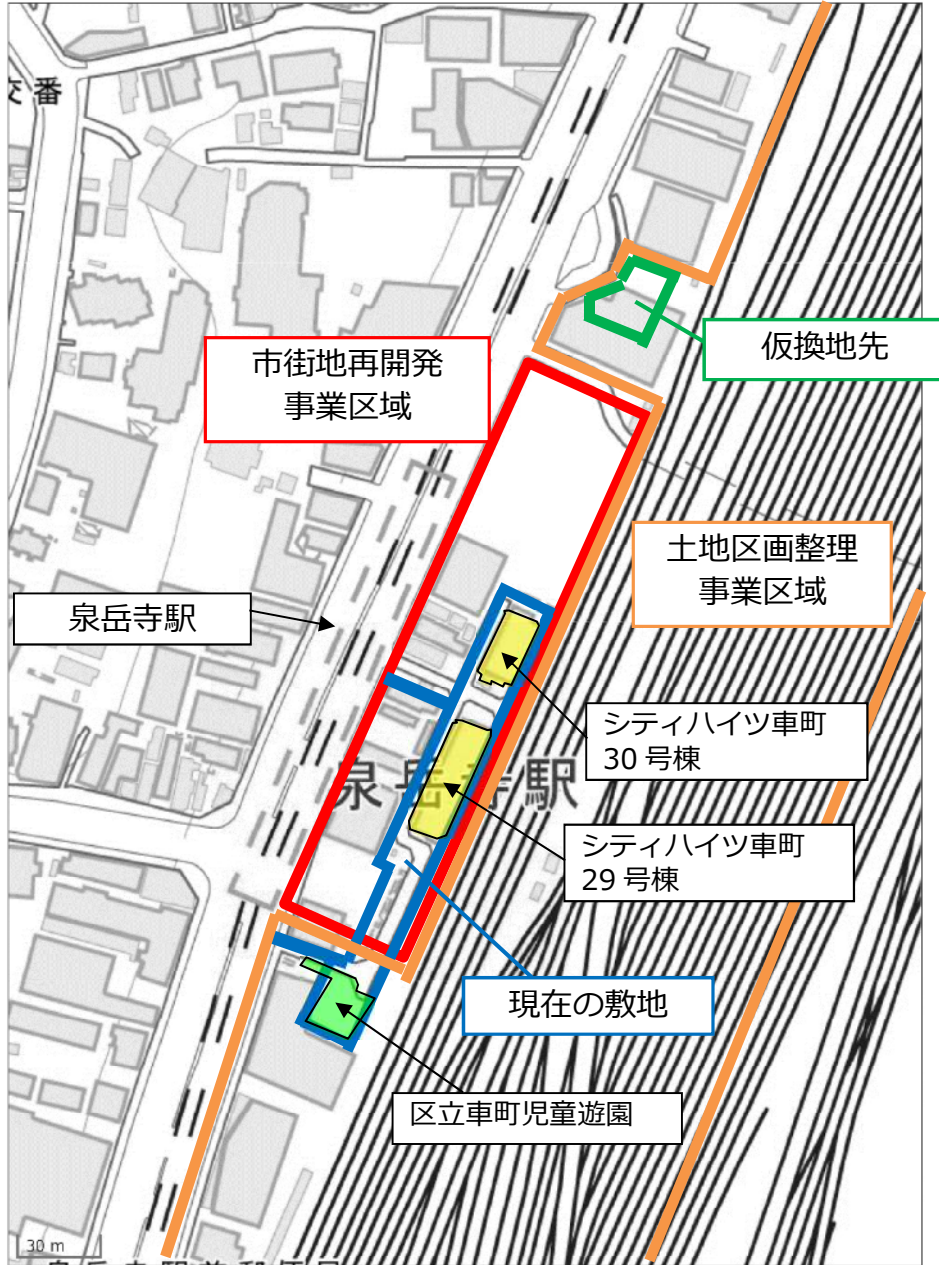 交番
仮換地先
市街地再開発
事業区域
土地区画整理
事業区域
泉岳寺駅
シティハイツ車町
30 号棟
泉岳寺駅
シティハイツ車町
29 号棟
現在の敷地
区立車町児童遊園
30 m